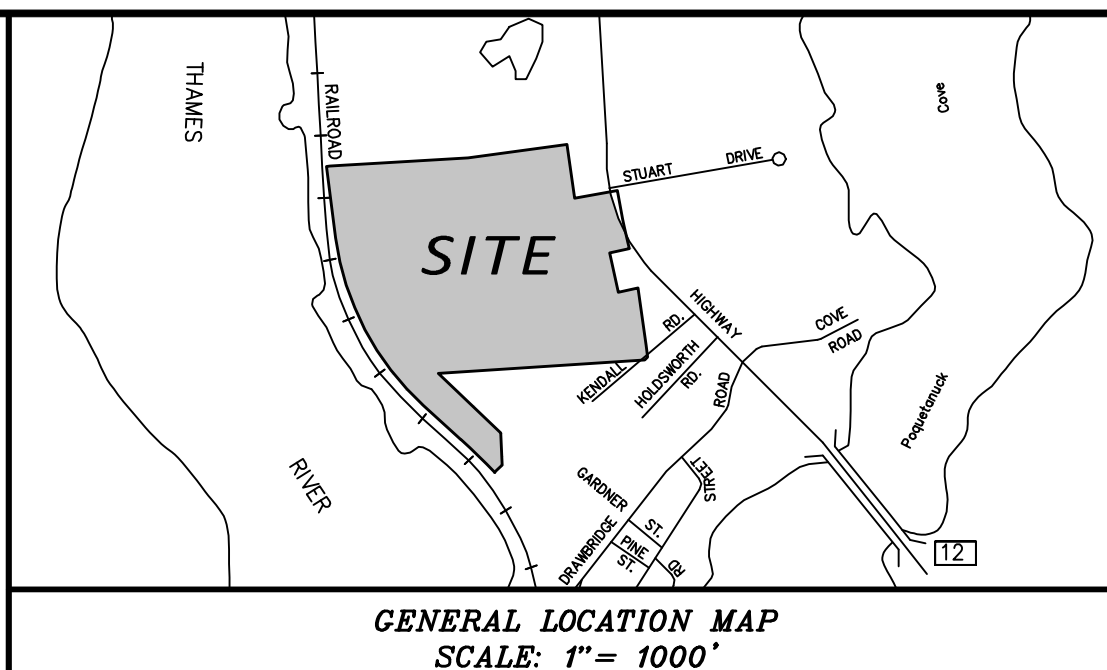 THAMES
RAILROAD
Cove
STUART DRIVE
SITE
HIGHWAY
KENDALL RD.
HOLDSWORTH
RD.
COVE
ROAD
ROAD
Poquetanuck
RIVER
STREET
GARDNER
ST.
DRAWBRIDGE
PINE
ST.
RD
12
GENERAL LOCATION MAP
SCALE: 1"= 1000'